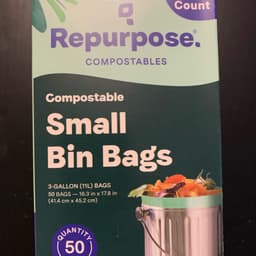 Count
Repurpose.
COMPOSTABLES
Compostable
Small
Bin Bags
3-GALLON (11L) BAGS
50 BAGS — 16.3 in x 17.8 in
(41.4 cm x 45.2 cm)
QUANTITY
50